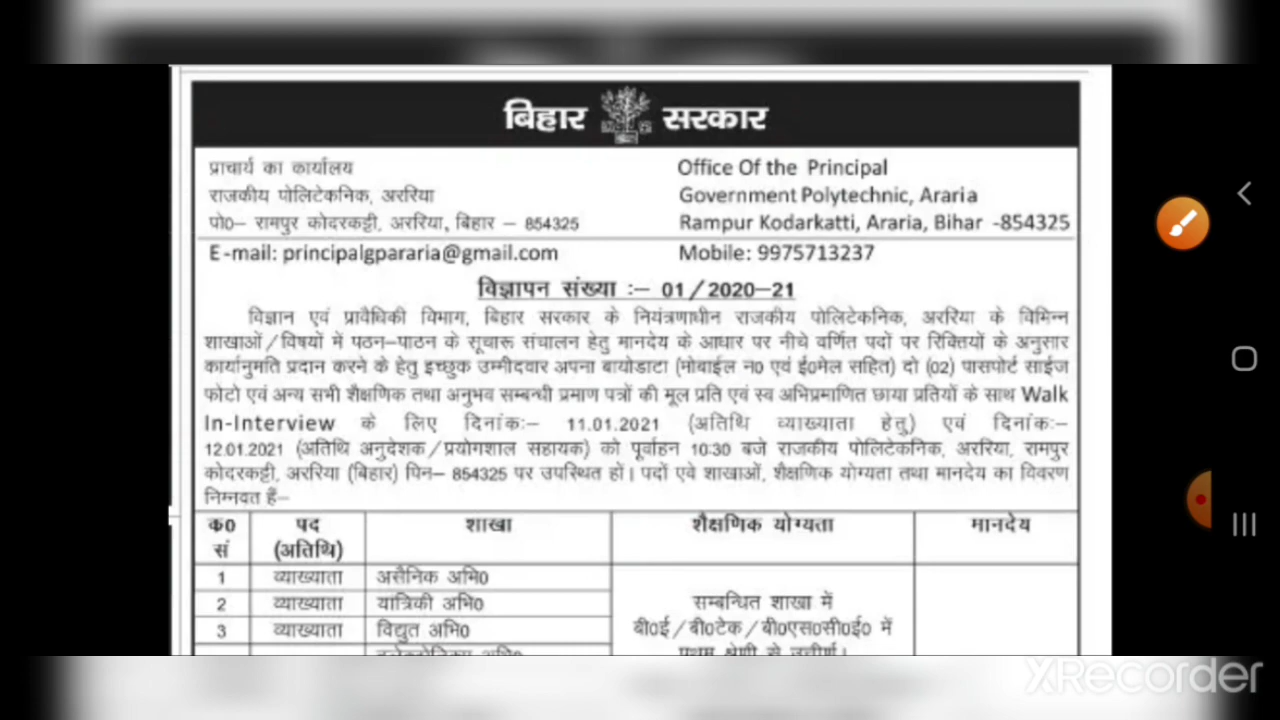 बिहार सरकार
प्राचार्य का कार्यालय
राजकीय पोलिटेकनिक, अररिया
पो0– रामपुर कोदरकट्टी, अररिया, बिहार – 854325
Office Of the Principal
Government Polytechnic, Araria
Rampur Kodarkatti, Araria, Bihar -854325
E-mail: principalgpararia@gmail.com
Mobile: 9975713237
विज्ञापन संख्या :– 01/2020–21
विज्ञान एवं प्रावैधिकी विभाग, बिहार सरकार के नियंत्रणाधीन राजकीय पोलिटेकनिक, अररिया के विभिन्न
शाखाओं/विषयों में पठन–पाठन के सूचारू संचालन हेतु मानदेय के आधार पर नीचे वर्णित पदों पर रिक्तियों के अनुसार
कार्यानुमति प्रदान करने के हेतु इच्छुक उम्मीदवार अपना बायोडाटा (मोबाईल न0 एवं ई0मेल सहित) दो (02) पासपोर्ट साईज
फोटो एवं अन्य सभी शैक्षणिक तथा अनुभव सम्बन्धी प्रमाण पत्रों की मूल प्रति एवं स्व अभिप्रमाणित छाया प्रतियों के साथ Walk
In-Interview के लिए दिनांक:– 11.01.2021 (अतिथि व्याख्याता हेतु) एवं दिनांक:–
12.01.2021 (अतिथि अनुदेशक/प्रयोगशाल सहायक) को पूर्वाहन 10:30 बजे राजकीय पोलिटेकनिक, अररिया, रामपुर
कोदरकट्टी, अररिया (बिहार) पिन– 854325 पर उपस्थित हों। पदों एवे शाखाओं, शैक्षणिक योग्यता तथा मानदेय का विवरण
निम्नवत हैं–
क0 सं
पद (अतिथि)
शाखा
शैक्षणिक योग्यता
मानदेय
1 व्याख्याता असैनिक अभि0
2 व्याख्याता यात्रिकी अभि0
3 व्याख्याता विद्युत अभि0
सम्बन्धित शाखा में
बी0ई/बी0टेक/बी0एस0सी0ई0 में
प्रथम श्रेणी से उत्तीर्ण।
XRecorder